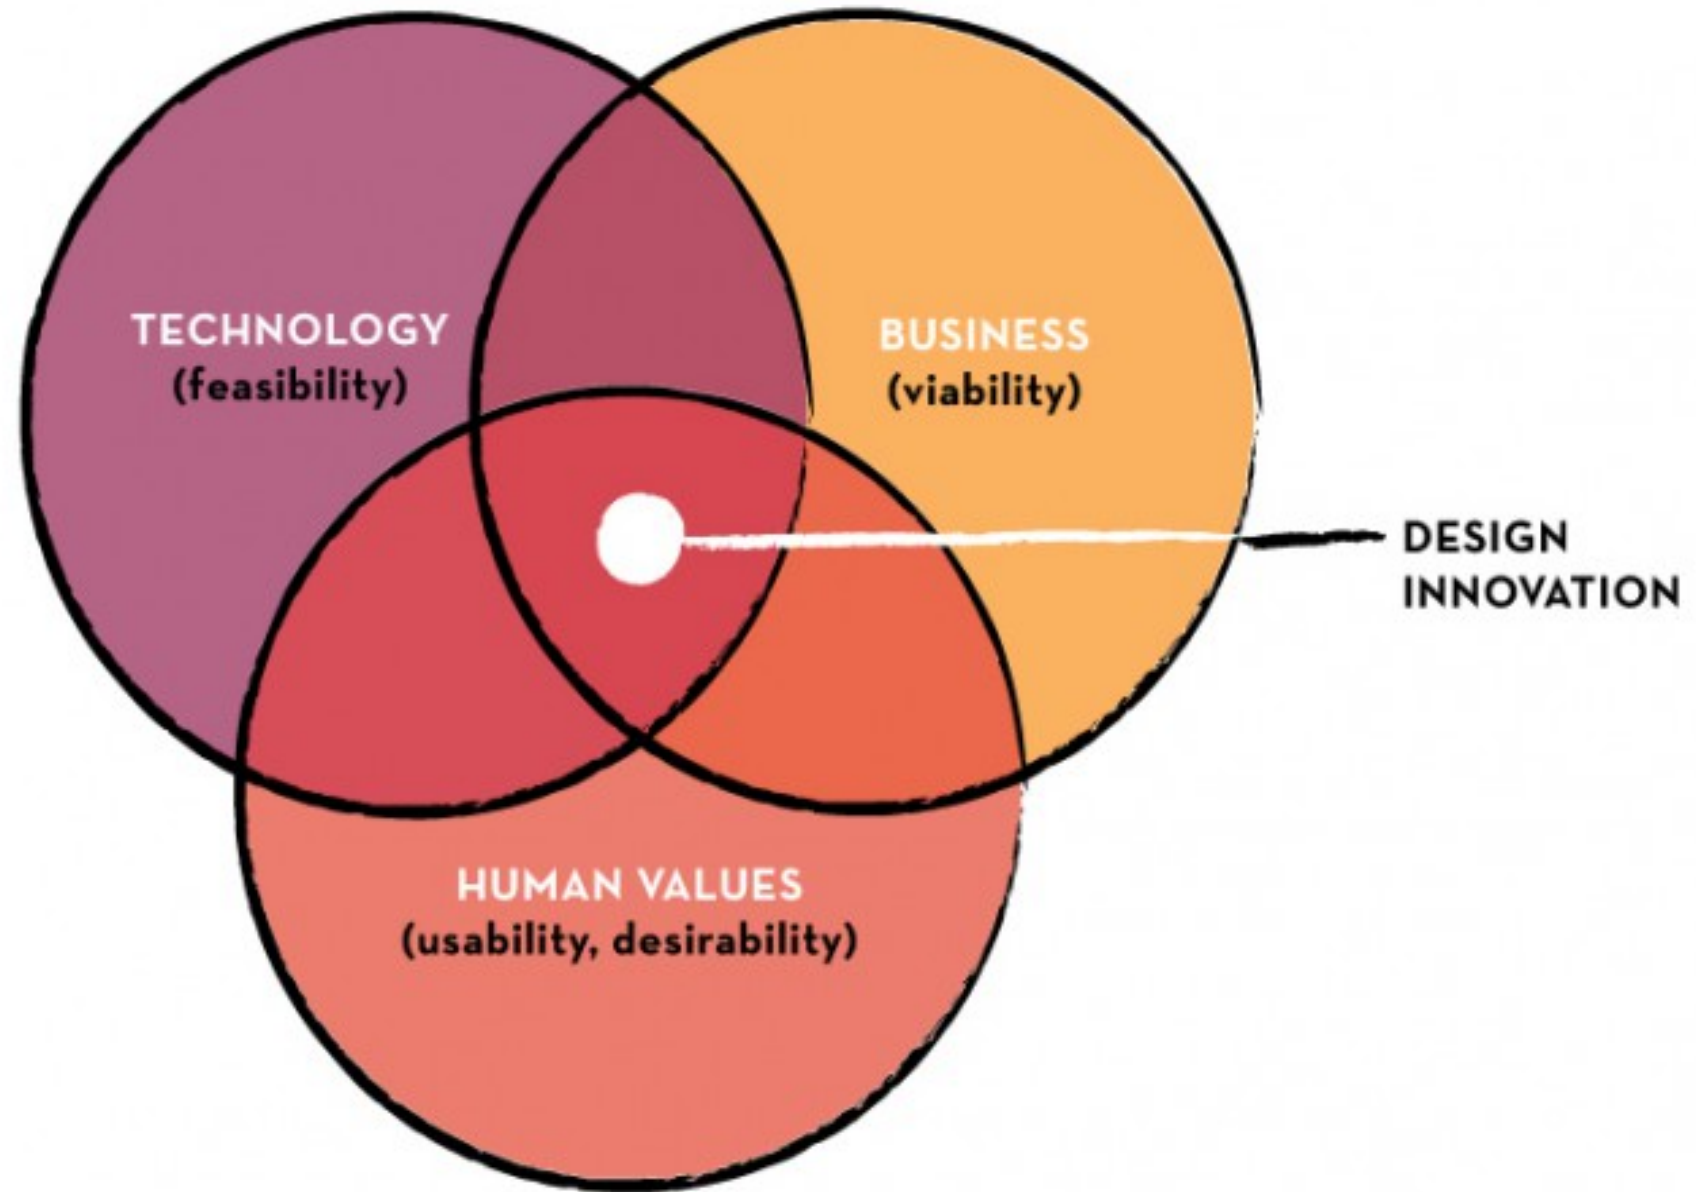 TECHNOLOGY
(feasibility)
BUSINESS
(viability)
DESIGN
INNOVATION
HUMAN VALUES
(usability, desirability)